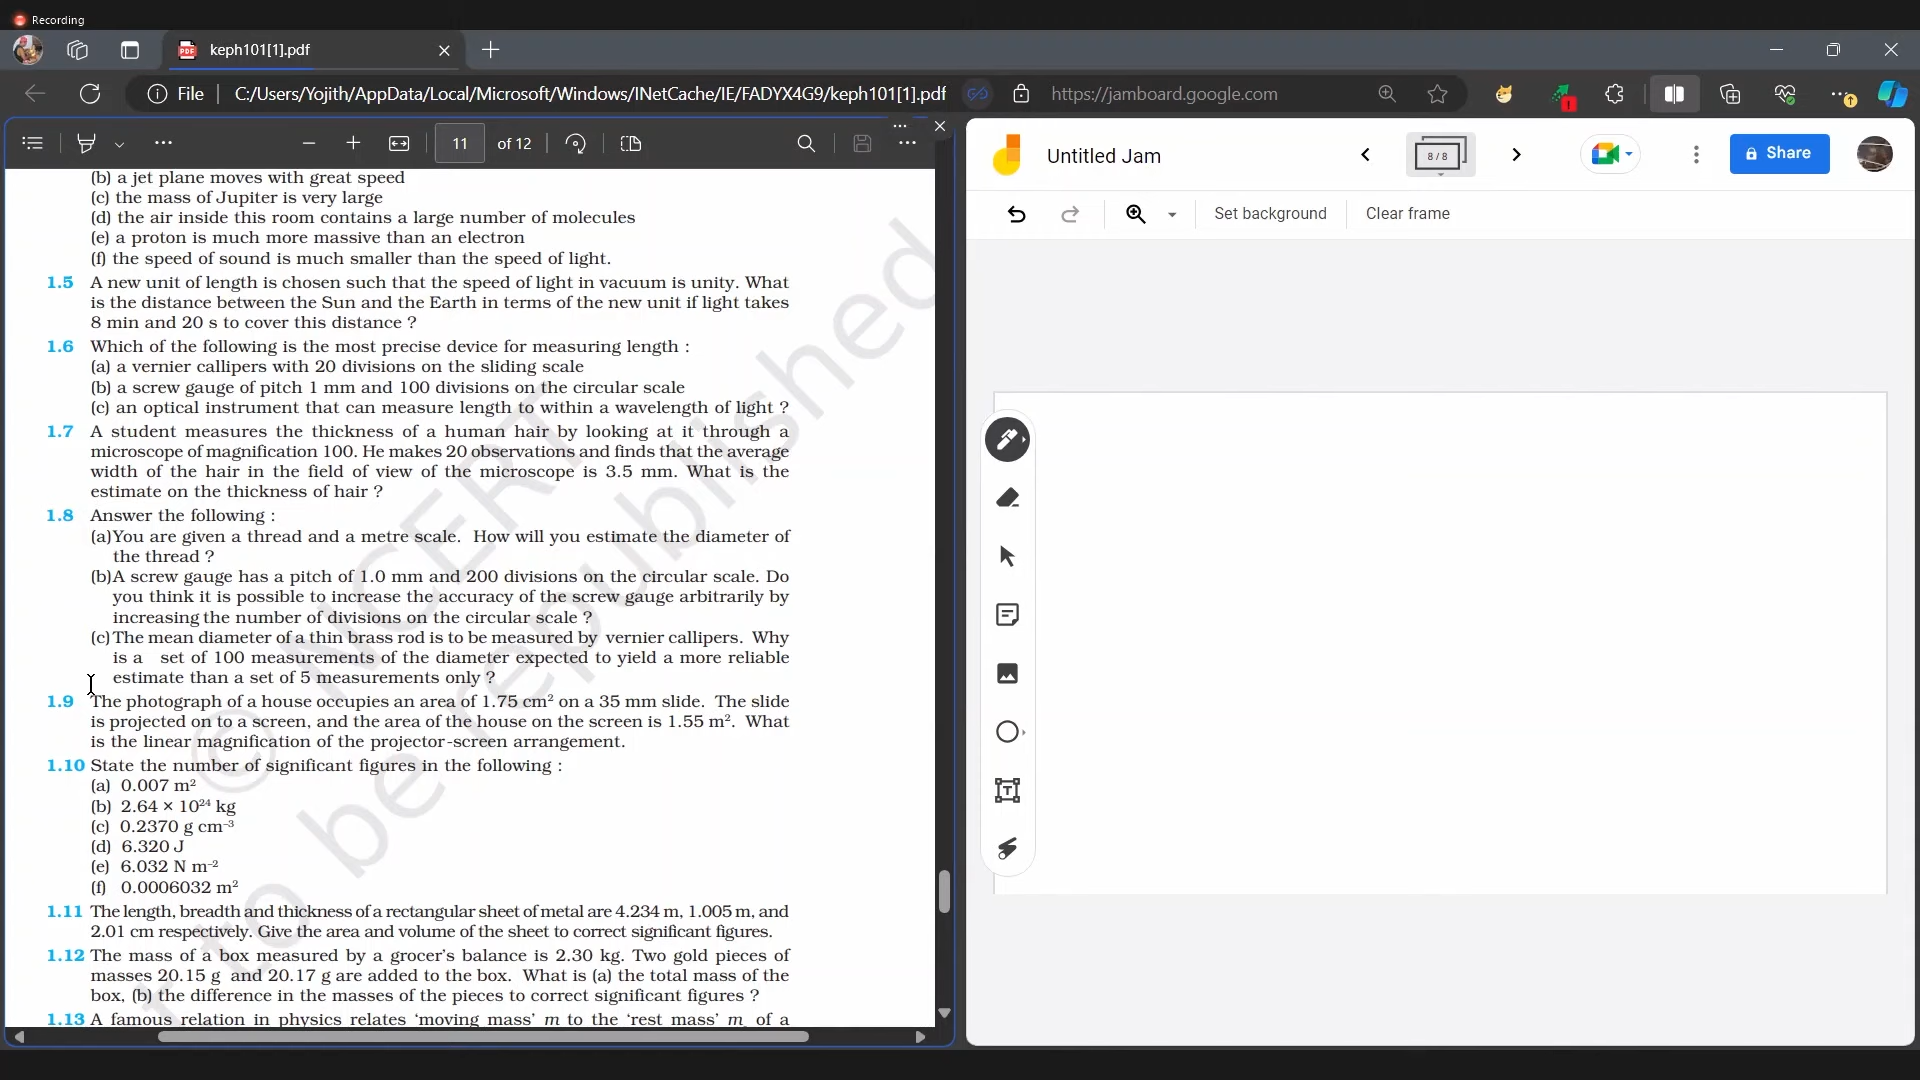 Recording
keph101[1].pdf
File
C:/Users/Yojith/AppData/Local/Microsoft/Windows/INetCache/IE/FADYX4G9/keph101[1].pdf
https://jamboard.google.com
11 of 12
(b) a jet plane moves with great speed
(c) the mass of Jupiter is very large
(d) the air inside this room contains a large number of molecules
(e) a proton is much more massive than an electron
(f) the speed of sound is much smaller than the speed of light.
1.5 A new unit of length is chosen such that the speed of light in vacuum is unity. What
is the distance between the Sun and the Earth in terms of the new unit if light takes
8 min and 20 s to cover this distance ?
1.6 Which of the following is the most precise device for measuring length :
(a) a vernier callipers with 20 divisions on the sliding scale
(b) a screw gauge of pitch 1 mm and 100 divisions on the circular scale
(c) an optical instrument that can measure length to within a wavelength of light ?
1.7 A student measures the thickness of a human hair by looking at it through a
microscope of magnification 100. He makes 20 observations and finds that the average
width of the hair in the field of view of the microscope is 3.5 mm. What is the
estimate on the thickness of hair ?
1.8 Answer the following :
(a)You are given a thread and a metre scale. How will you estimate the diameter of
the thread ?
(b)A screw gauge has a pitch of 1.0 mm and 200 divisions on the circular scale. Do
you think it is possible to increase the accuracy of the screw gauge arbitrarily by
increasing the number of divisions on the circular scale ?
(c)The mean diameter of a thin brass rod is to be measured by vernier callipers. Why
is a set of 100 measurements of the diameter expected to yield a more reliable
estimate than a set of 5 measurements only ?
1.9 The photograph of a house occupies an area of 1.75 cm² on a 35 mm slide. The slide
is projected on to a screen, and the area of the house on the screen is 1.55 m². What
is the linear magnification of the projector-screen arrangement.
1.10 State the number of significant figures in the following :
(a) 0.007 m²
(b) 2.64 × 10²⁴ kg
(c) 0.2370 g cm⁻³
(d) 6.320 J
(e) 6.032 N m⁻²
(f) 0.0006032 m²
1.11 The length, breadth and thickness of a rectangular sheet of metal are 4.234 m, 1.005 m, and
2.01 cm respectively. Give the area and volume of the sheet to correct significant figures.
1.12 The mass of a box measured by a grocer's balance is 2.30 kg. Two gold pieces of
masses 20.15 g and 20.17 g are added to the box. What is (a) the total mass of the
box, (b) the difference in the masses of the pieces to correct significant figures ?
1.13 A famous relation in physics relates 'moving mass' m to the 'rest mass' m of a
© NCERT
to be republished
Untitled Jam
8 / 8
Share
Set background
Clear frame